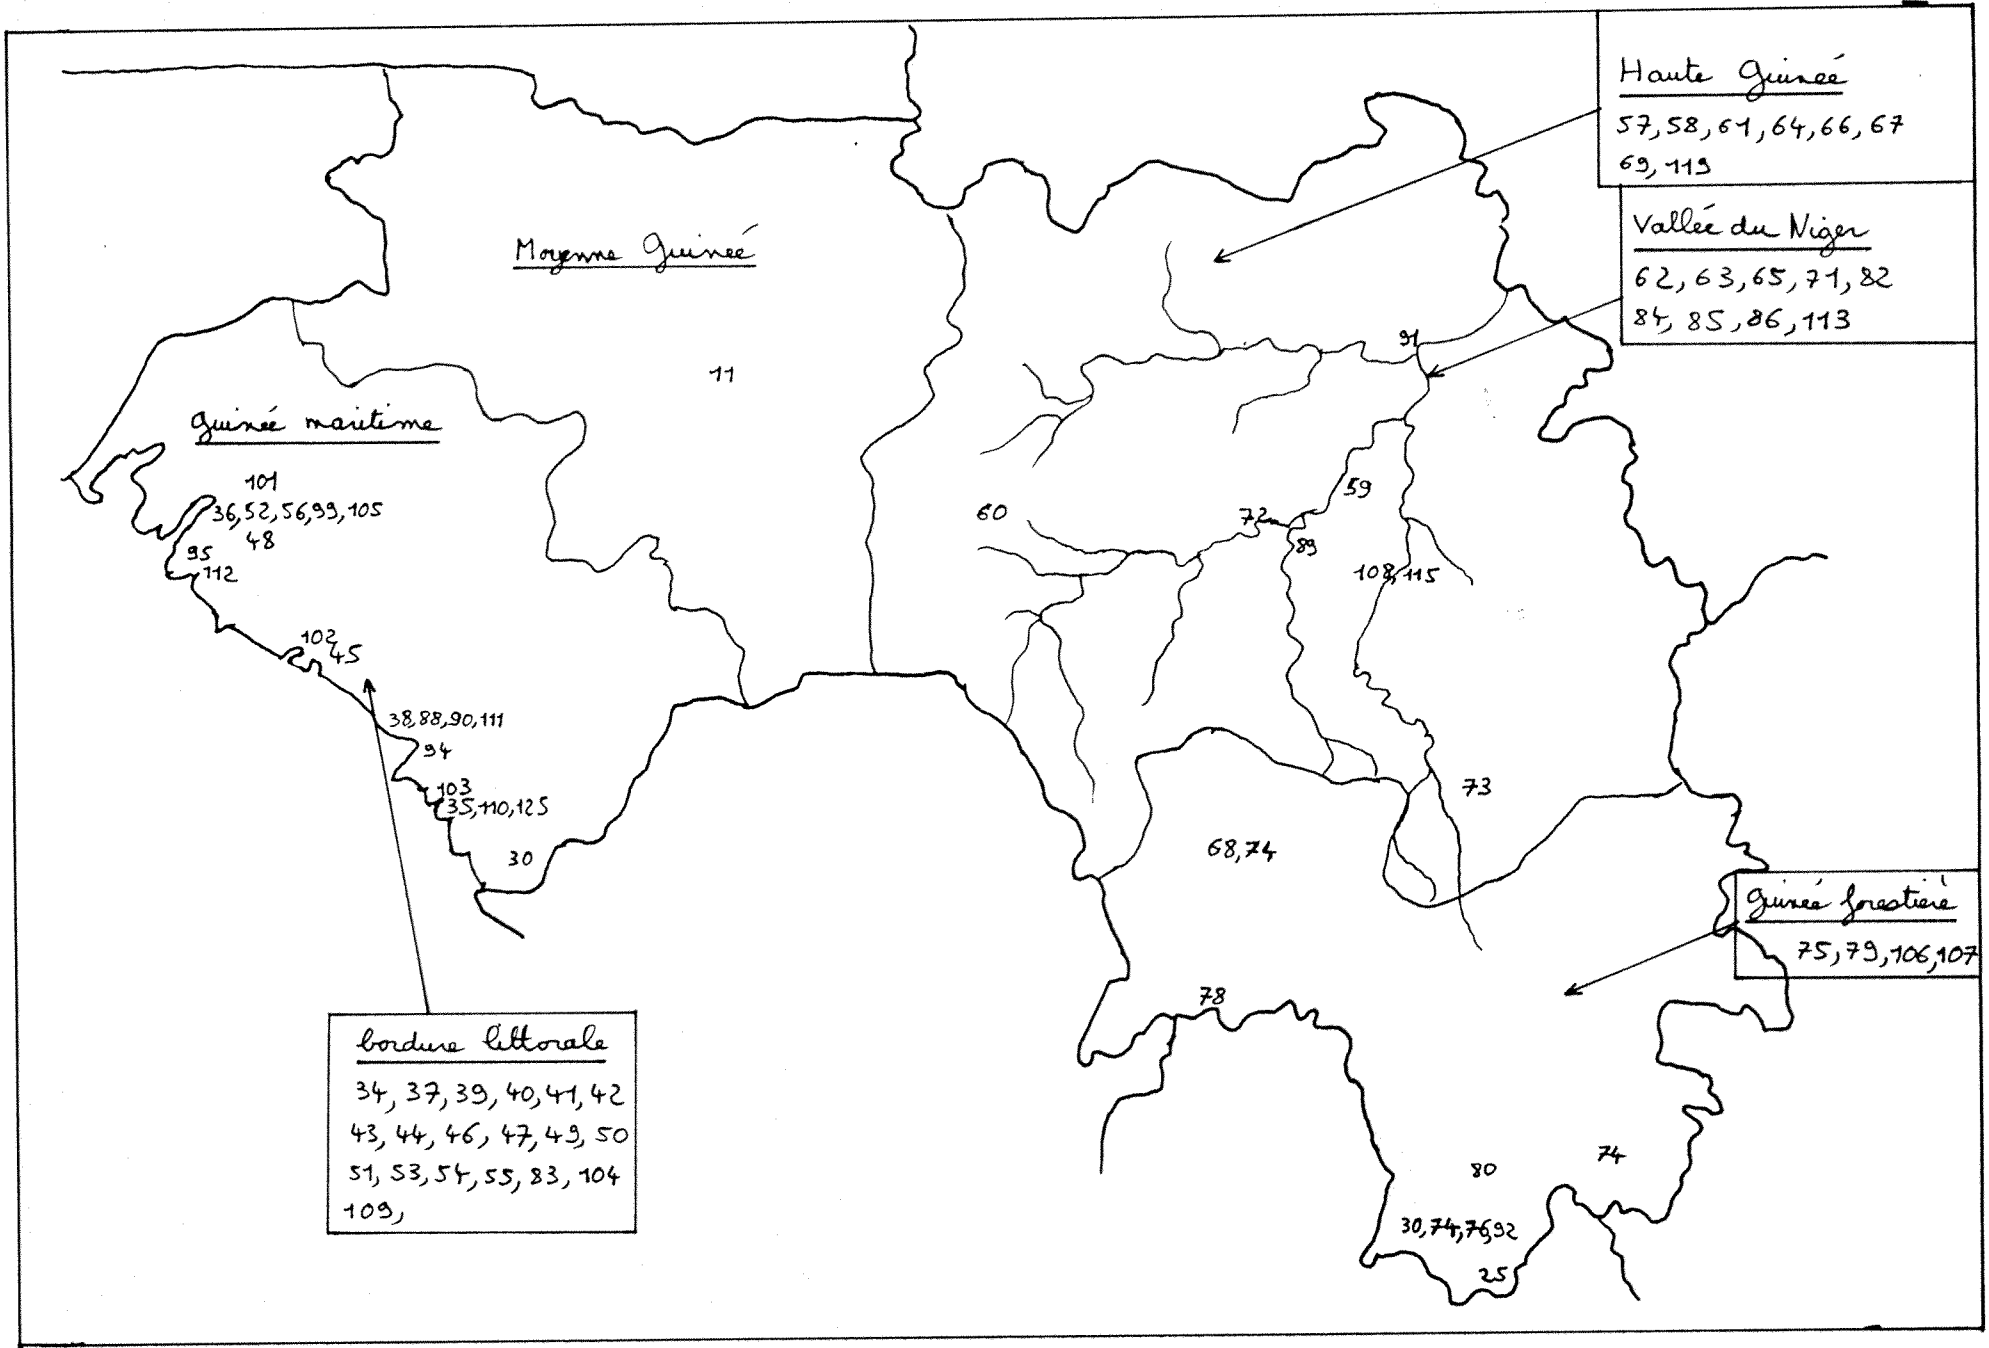 Haute Guineé
57, 58, 61, 64, 66, 67
69, 119
Vallée du Niger
62, 63, 65, 71, 82
84, 85, 86, 113
Moyenne Guineé
91
11
Guinée maritime
101
36, 52, 56, 99, 105
48
95
112
59
60
72
89
108, 115
102
45
38, 88, 90, 111
94
103
35, 110, 125
30
73
68, 74
Guineé forestière
75, 79, 106, 107
78
bordure littorale
34, 37, 39, 40, 41, 42
43, 44, 46, 47, 49, 50
51, 53, 54, 55, 83, 104
109,
74
80
30, 74, 76, 92
25